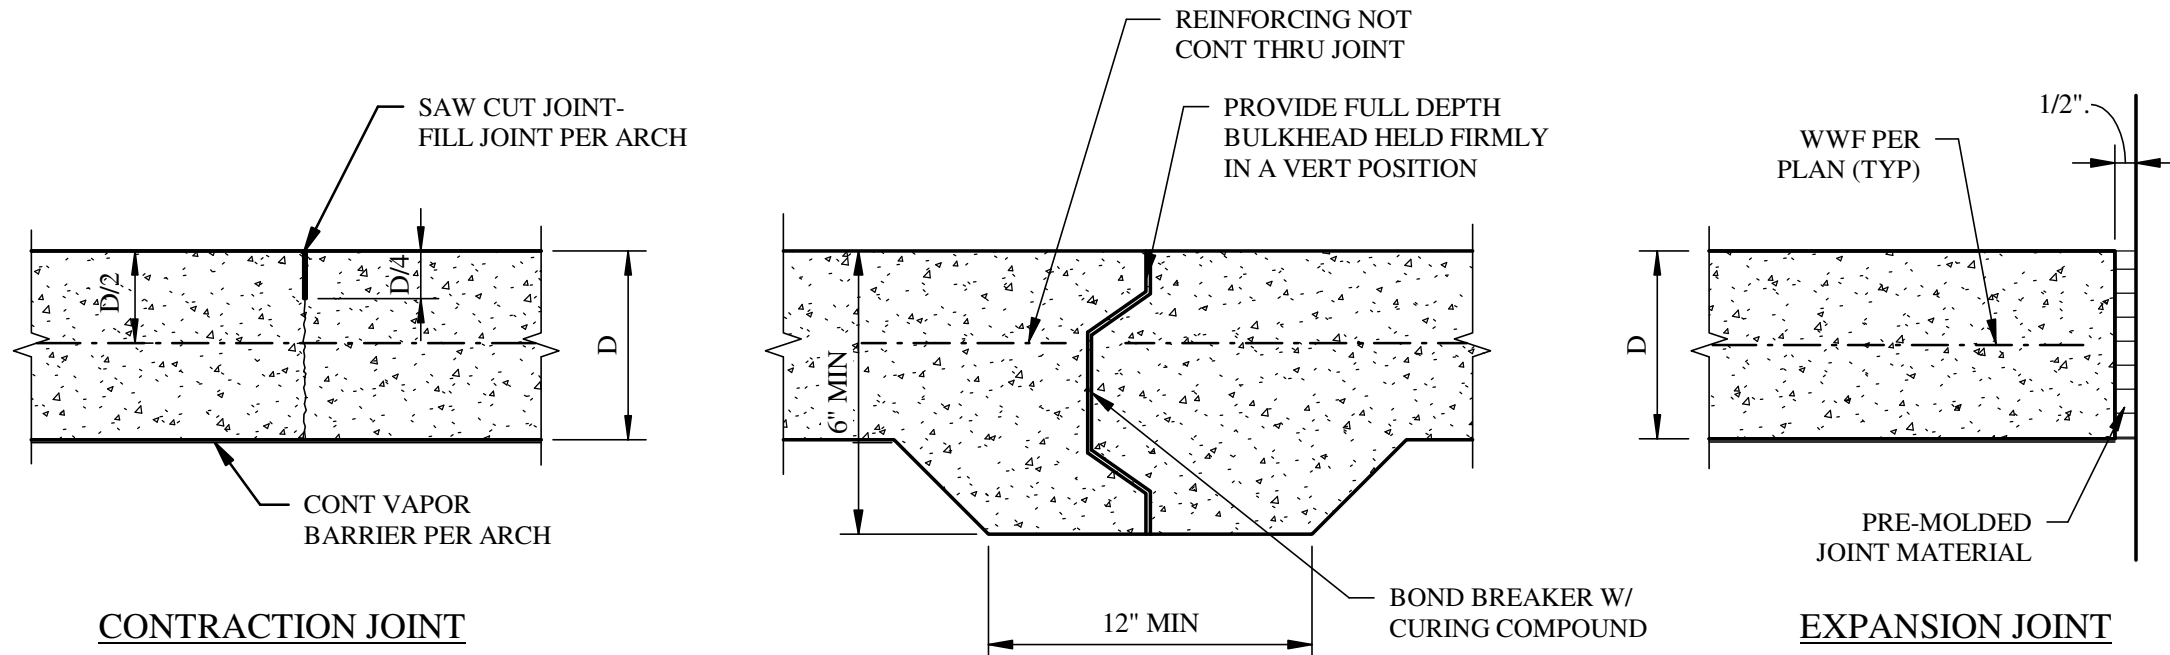 SAW CUT JOINT-
FILL JOINT PER ARCH
D/2
D/4
D
CONT VAPOR
BARRIER PER ARCH
CONTRACTION JOINT
REINFORCING NOT
CONT THRU JOINT
PROVIDE FULL DEPTH
BULKHEAD HELD FIRMLY
IN A VERT POSITION
6" MIN
12" MIN
BOND BREAKER W/
CURING COMPOUND
1/2".
WWF PER
PLAN (TYP)
D
PRE-MOLDED
JOINT MATERIAL
EXPANSION JOINT